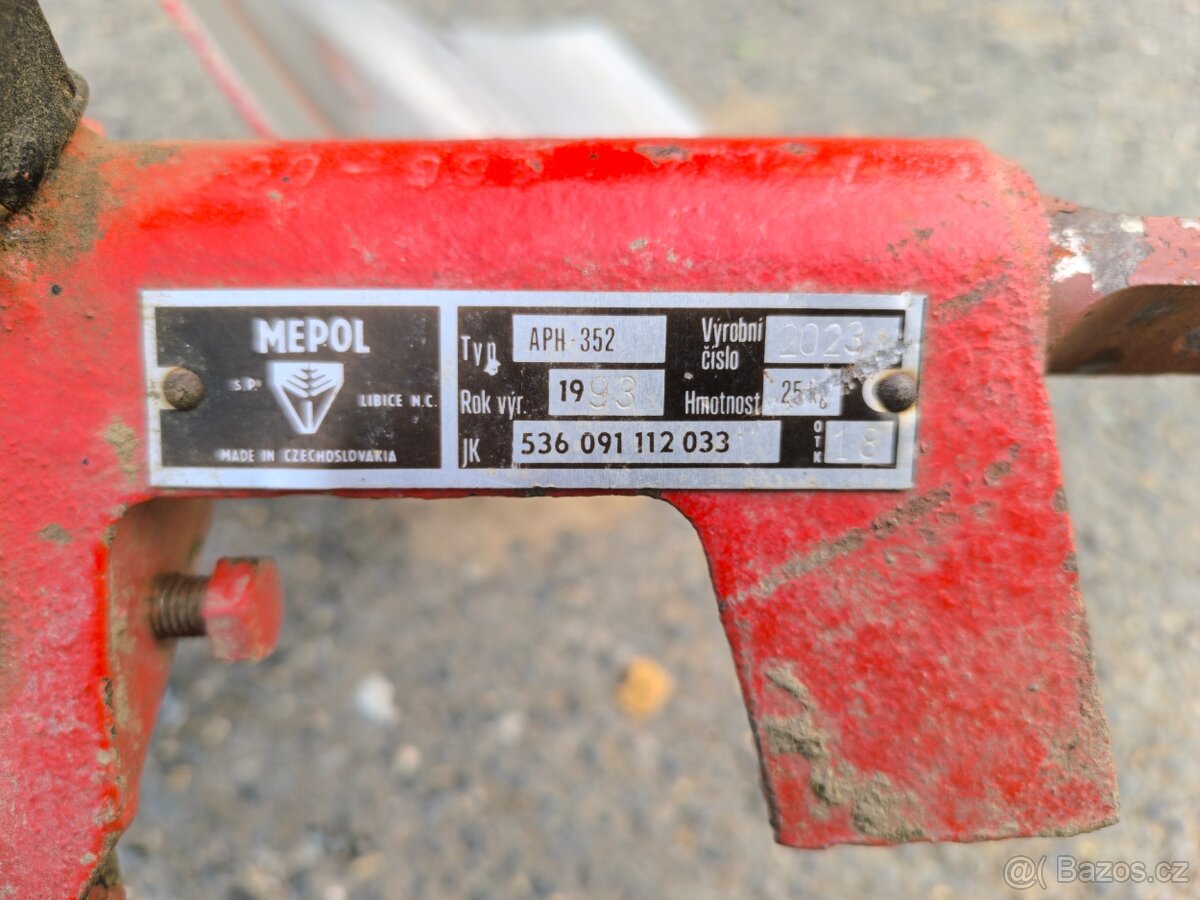 MEPOL
S.P. LIBICE N.C.
MADE IN CZECHOSLOVAKIA
Typ APH - 352
Výrobní číslo 2023
Rok výr. 1993
Hmotnost 25 kg
JK 536 091 112 033
OTK 18
@( Bazos.cz